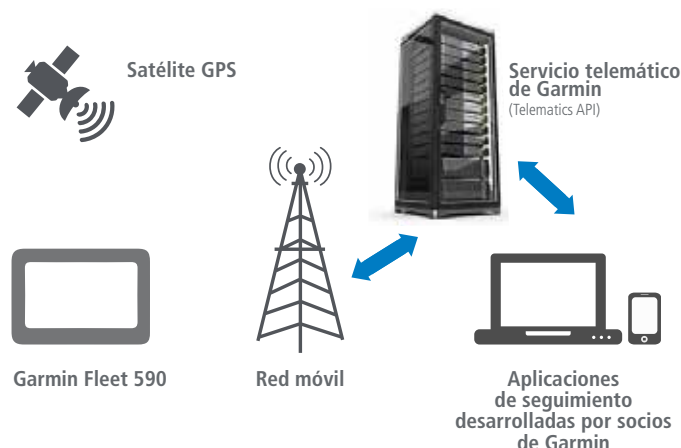 Satélite GPS
Servicio telemático
de Garmin
(Telematics API)
Garmin Fleet 590
Red móvil
Aplicaciones
de seguimiento
desarrolladas por socios
de Garmin